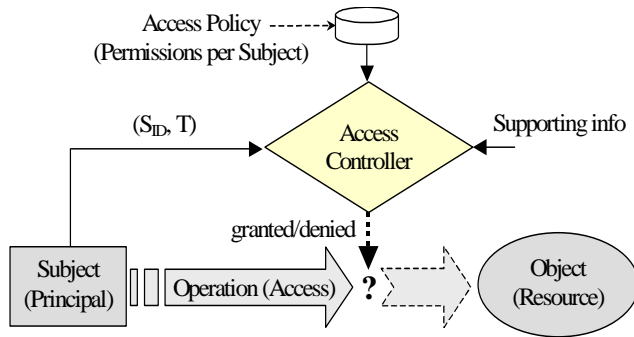 Access Policy
(Permissions per Subject)
(S_ID, T)
Access
Controller
Supporting info
granted/denied
Subject
(Principal)
Operation (Access)
?
Object
(Resource)